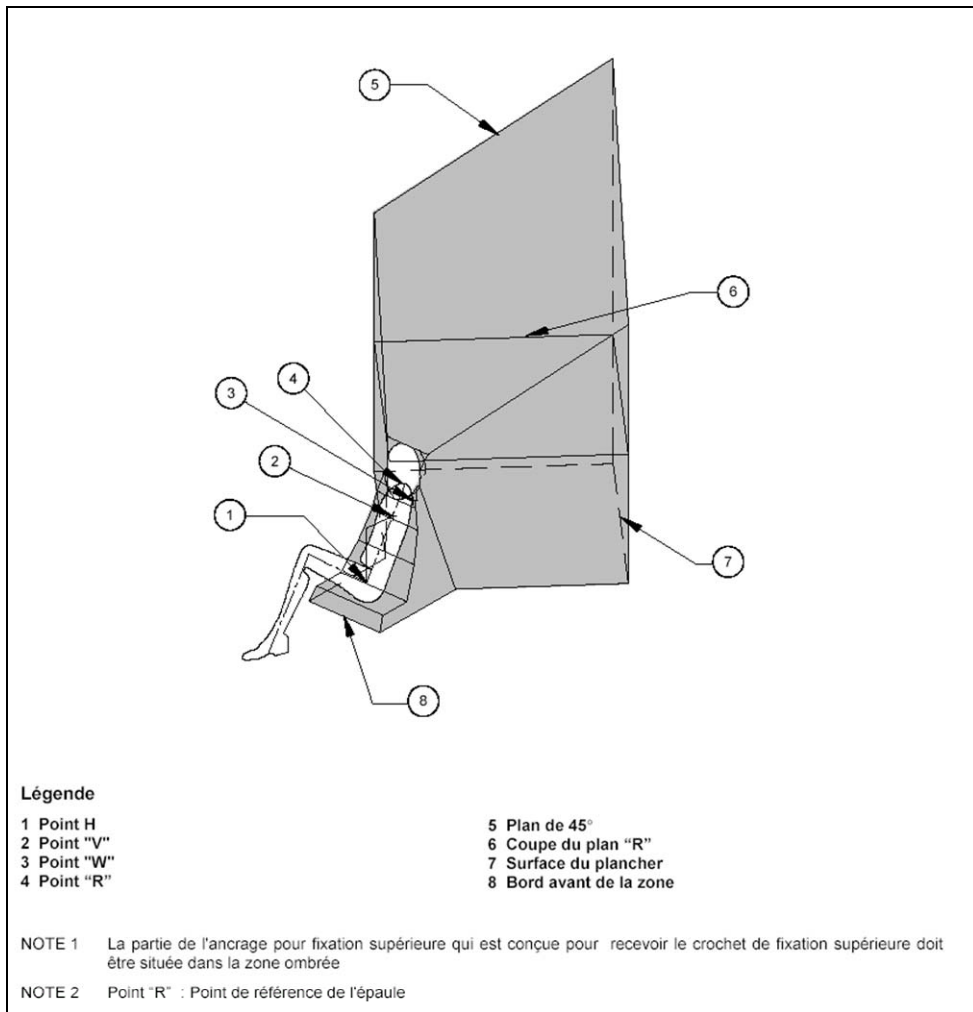 5
6
4
3
2
1
7
8
Légende
1 Point H
2 Point "V"
3 Point "W"
4 Point “R”
5 Plan de 45°
6 Coupe du plan “R”
7 Surface du plancher
8 Bord avant de la zone
NOTE 1 La partie de l'ancrage pour fixation supérieure qui est conçue pour recevoir le crochet de fixation supérieure doit
être située dans la zone ombrée
NOTE 2 Point “R” : Point de référence de l'épaule